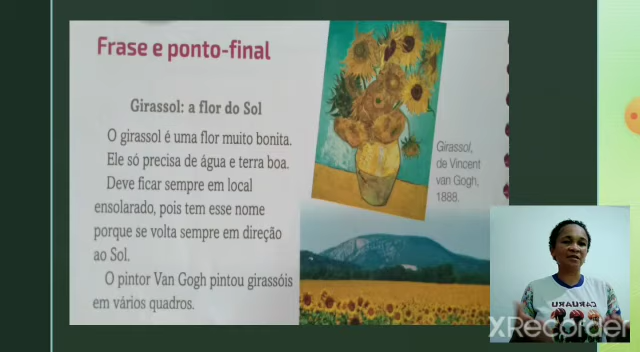 Frase e ponto-final
Girassol: a flor do Sol
O girassol é uma flor muito bonita.
Ele só precisa de água e terra boa.
Deve ficar sempre em local
ensolarado, pois tem esse nome
porque se volta sempre em direção
ao Sol.
O pintor Van Gogh pintou girassóis
em vários quadros.
Girassol,
de Vincent
van Gogh,
1888.
CARUARU
XRecorder